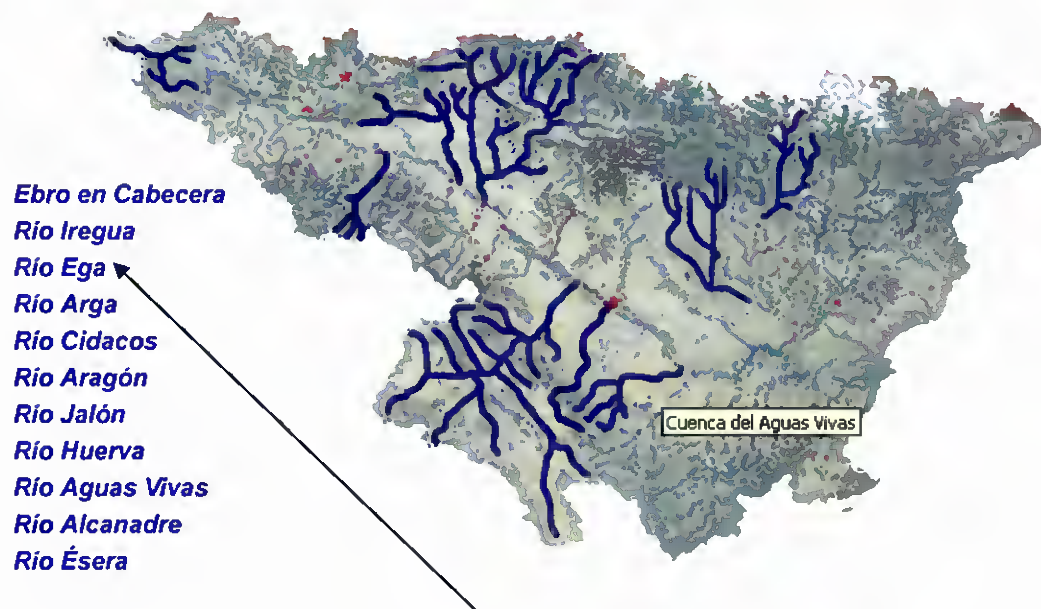 Ebro en Cabecera
Río Iregua
Río Ega
Río Arga
Río Cidacos
Río Aragón
Río Jalón
Río Huerva
Río Aguas Vivas
Río Alcanadre
Río Ésera
Cuenca del Aguas Vivas